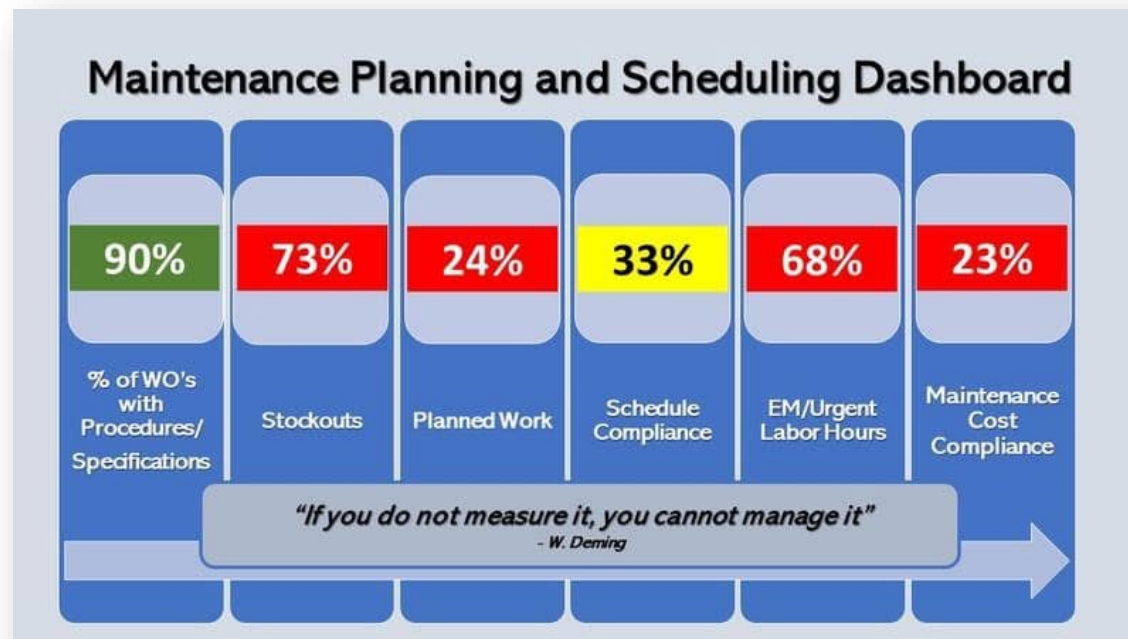 Maintenance Planning and Scheduling Dashboard
90%
73%
24%
33%
68%
23%
% of WO's
with
Procedures/
Specifications
Stockouts
Planned Work
Schedule
Compliance
EM/Urgent
Labor Hours
Maintenance
Cost
Compliance
“If you do not measure it, you cannot manage it”
- W. Deming